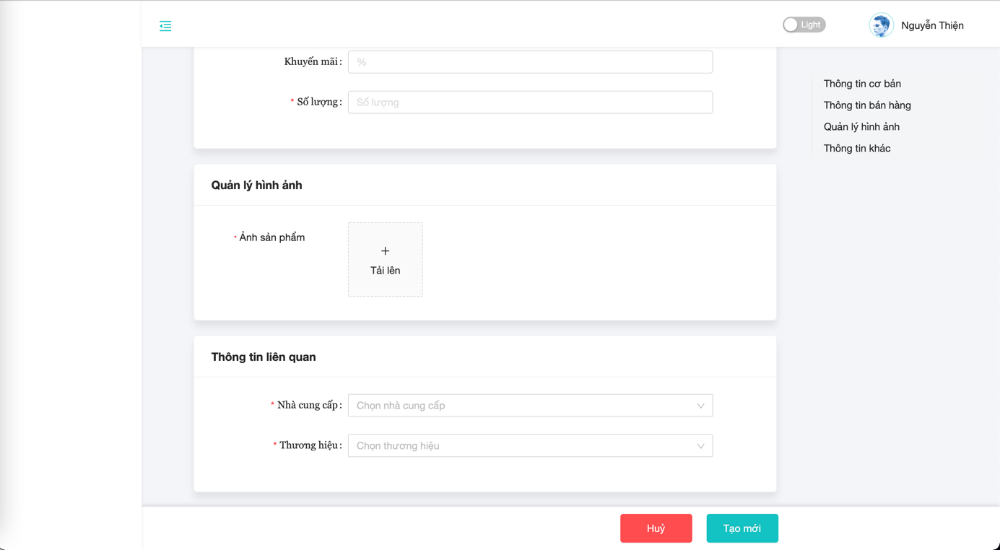 Light
Nguyễn Thiện
Khuyến mãi :
%
* Số lượng :
Số lượng
Thông tin cơ bản
Thông tin bán hàng
Quản lý hình ảnh
Thông tin khác
Quản lý hình ảnh
* Ảnh sản phẩm
+
Tải lên
Thông tin liên quan
* Nhà cung cấp :
Chọn nhà cung cấp
* Thương hiệu :
Chọn thương hiệu
Huỷ
Tạo mới